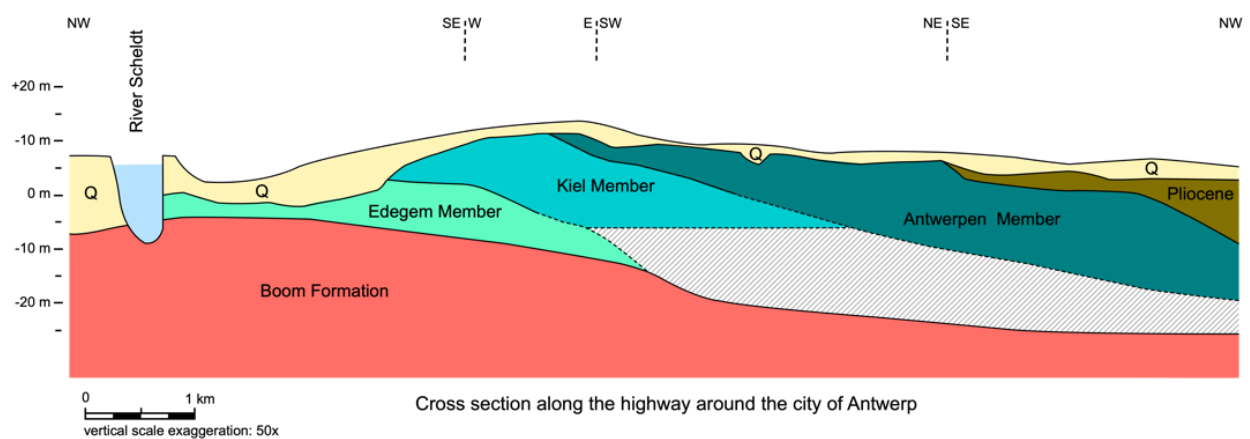 NW
SE W
E SW
NE SE
NW
River Scheldt
+20 m
-10 m
0 m
-10 m
-20 m
Q
Q
Q
Q
Kiel Member
Pliocene
Edegem Member
Antwerpen Member
Boom Formation
0
1 km
vertical scale exaggeration: 50x
Cross section along the highway around the city of Antwerp